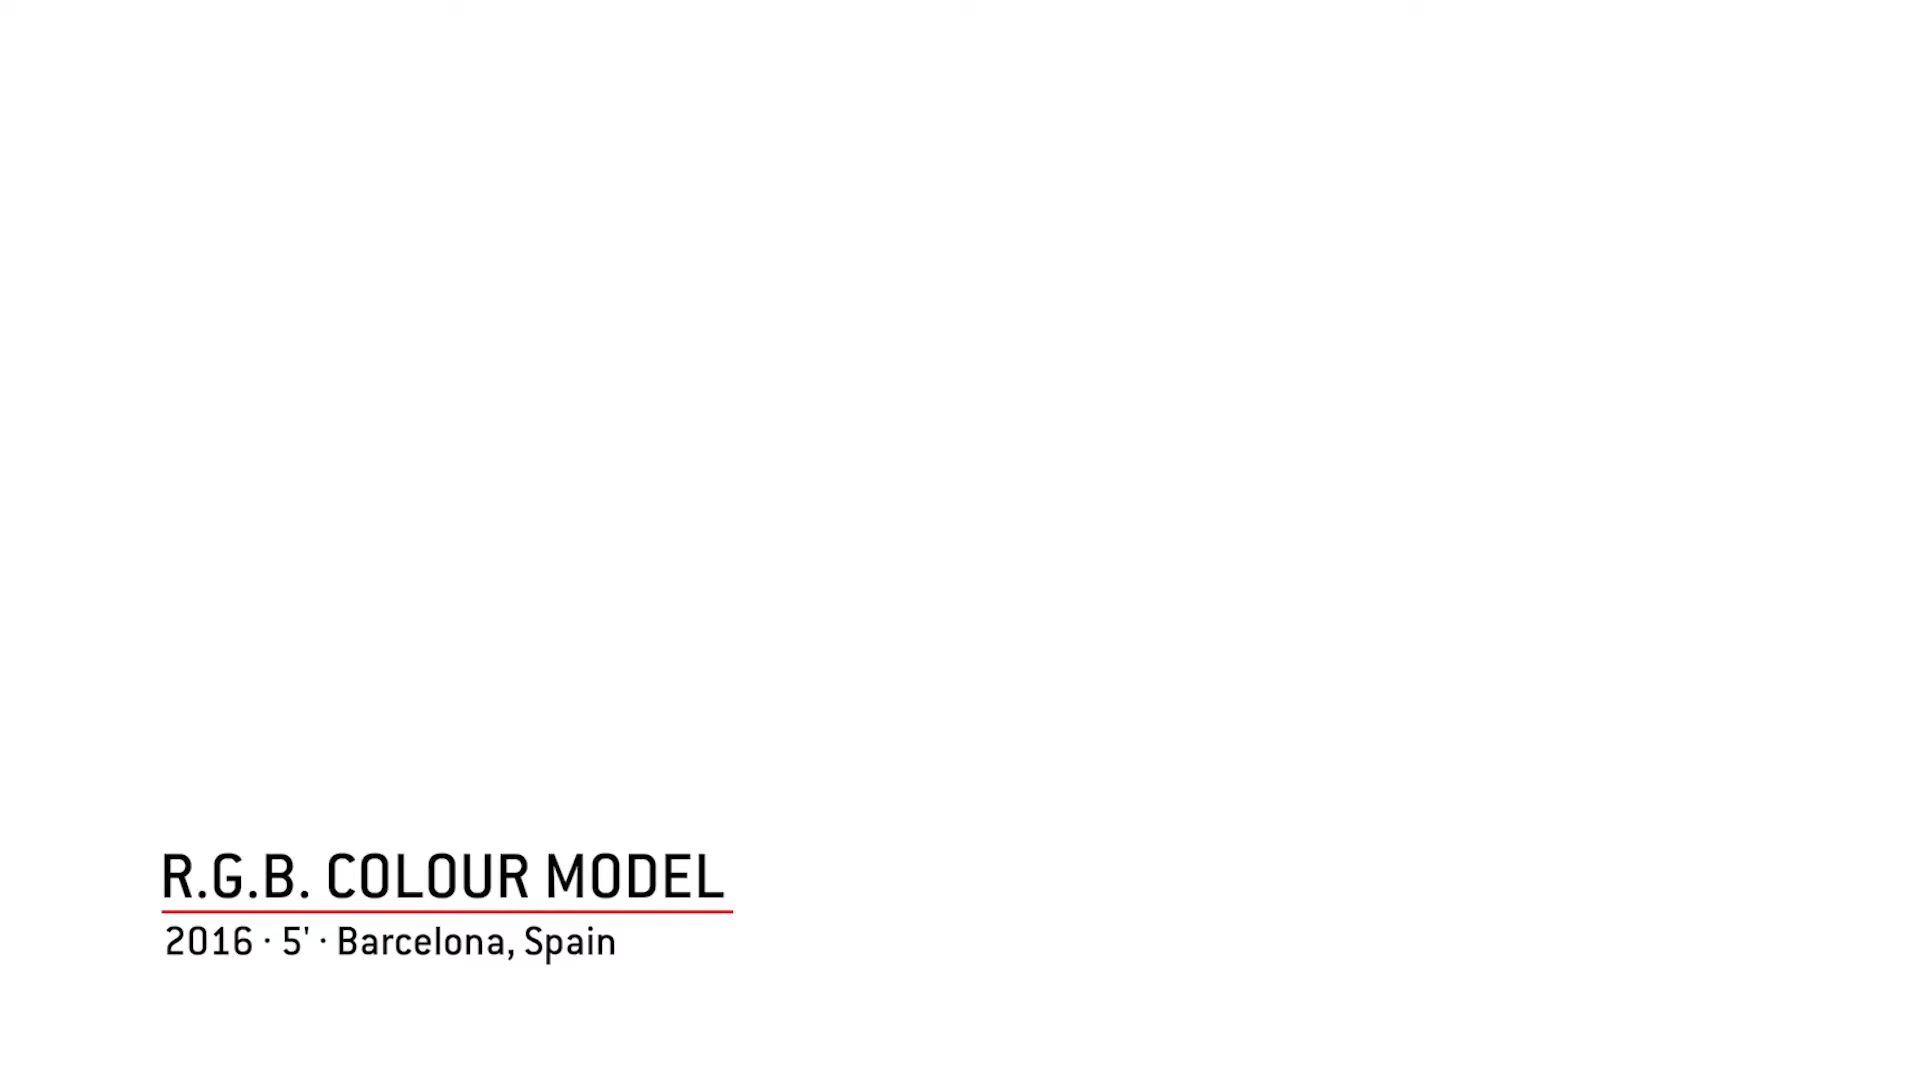 R.G.B. COLOUR MODEL
2016 · 5' · Barcelona, Spain